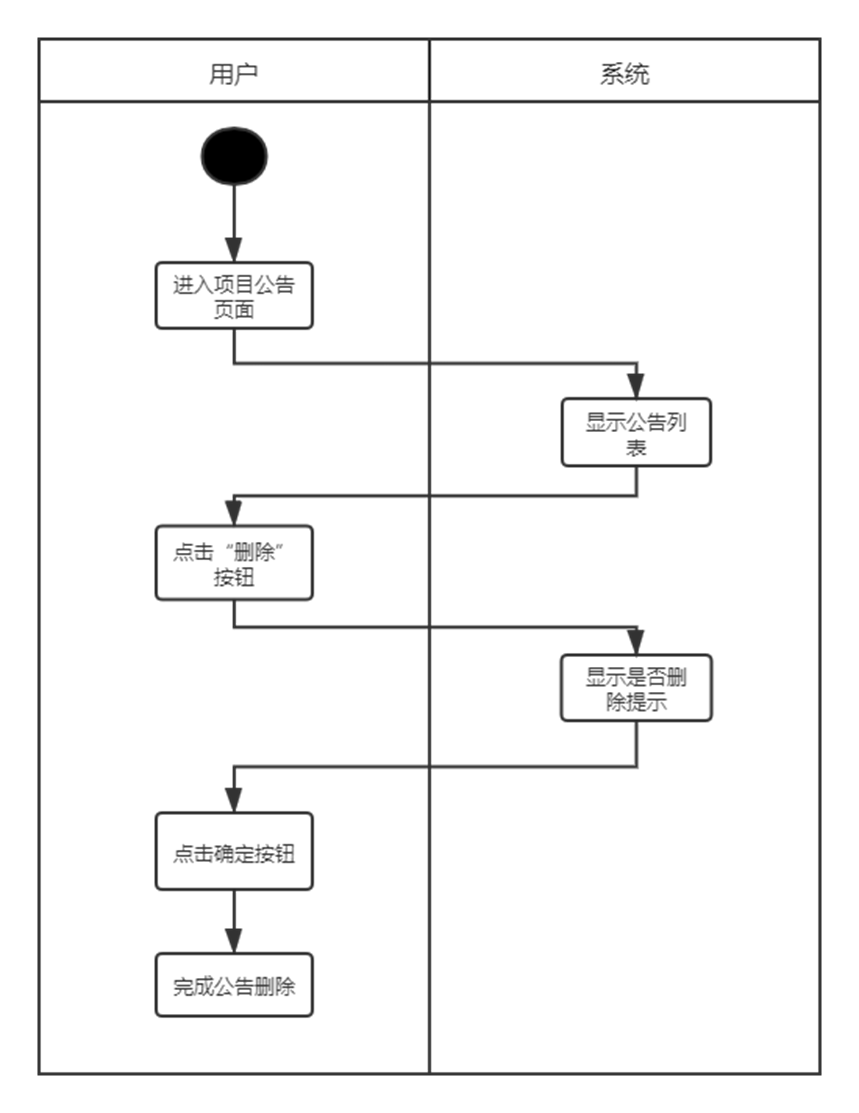 用户
系统
进入项目公告
页面
显示公告列
表
点击“删除”
按钮
显示是否删
除提示
点击确定按钮
完成公告删除